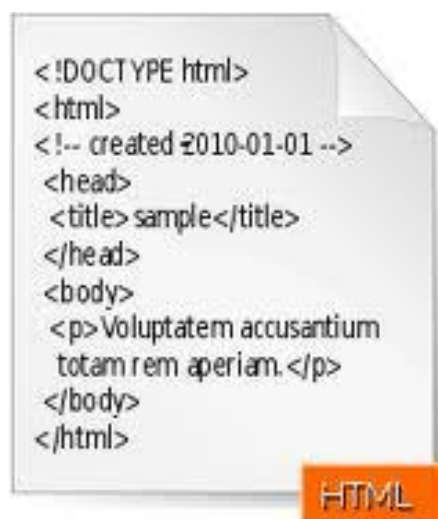 <!DOCTYPE html>
<html>
<!-- created 2010-01-01 -->
<head>
<title>sample</title>
</head>
<body>
<p>Voluptatem accusantium
totam rem aperiam.</p>
</body>
</html>
HTML